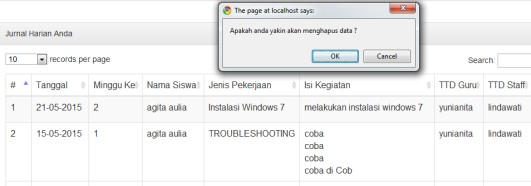 The page at localhost says:
Apakah anda yakin akan menghapus data ?
OK Cancel
Jurnal Harian Anda
10 records per page
Search:
# Tanggal Minggu Ke Nama Siswa Jenis Pekerjaan Isi Kegiatan TTD Guru TTD Staff
1 21-05-2015 2 agita aulia Instalasi Windows 7 melakukan instalasi windows 7 yunianita lindawati
2 15-05-2015 1 agita aulia TROUBLESHOOTING coba yunianita lindawati
coba
coba
coba di Cob